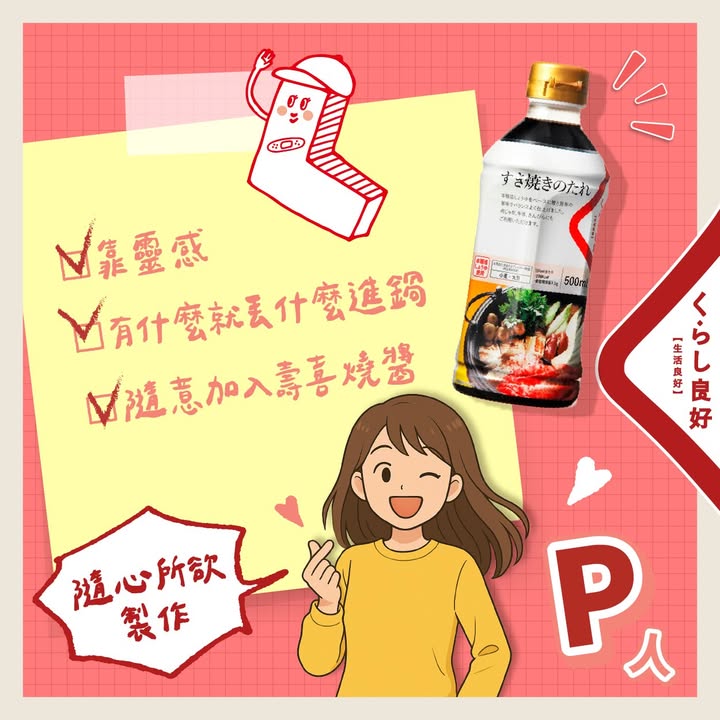 すき焼きのたれ
500ml
靠靈感
有什麼就丟什麼進鍋
隨意加入壽喜燒醬
くらし良好
【生活良好】
隨心所欲
製作
P
人